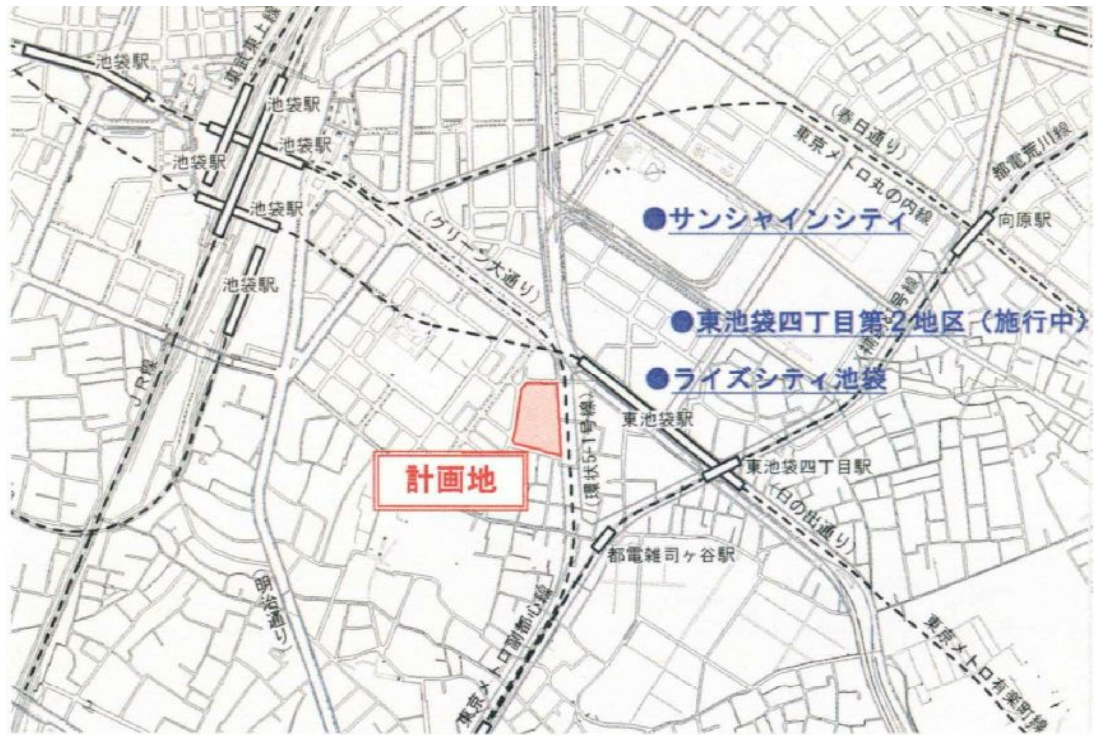 池袋駅
東武東上線
池袋駅
池袋駅
池袋駅
池袋駅
池袋駅
(春日通り)
東京メトロ丸の内線
都電荒川線
向原駅
●サンシャインシティ
(グリーン大通り)
●東池袋四丁目第2地区(施行中)
●ライズシティ池袋
JR線
計画地
(環状5-1号線)
東池袋駅
東池袋四丁目駅
(日の出通り)
都電雑司ヶ谷駅
明治通り
東京メトロ副都心線
東京メトロ有楽町線